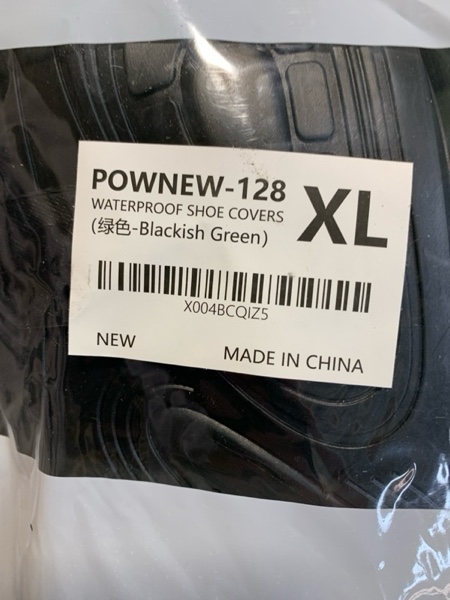 POWNEW-128
XL
WATERPROOF SHOE COVERS
(绿色-Blackish Green)
X004BCQIZ5
NEW
MADE IN CHINA